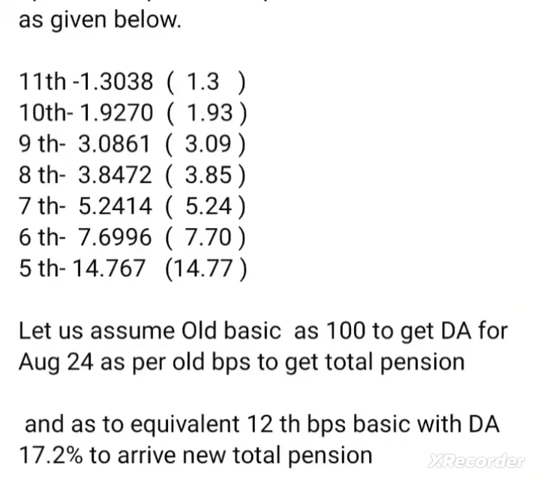 as given below.
11th -1.3038 ( 1.3 )
10th- 1.9270 ( 1.93 )
9 th- 3.0861 ( 3.09 )
8 th- 3.8472 ( 3.85 )
7 th- 5.2414 ( 5.24 )
6 th- 7.6996 ( 7.70 )
5 th- 14.767 (14.77 )
Let us assume Old basic as 100 to get DA for
Aug 24 as per old bps to get total pension
and as to equivalent 12 th bps basic with DA
17.2% to arrive new total pension
XRecorder